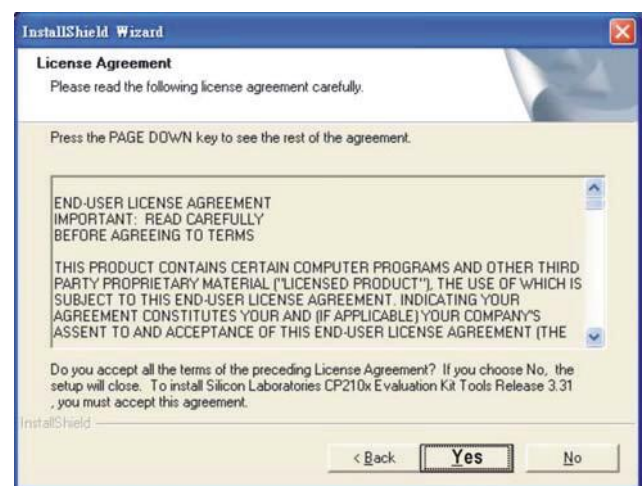 InstallShield Wizard
License Agreement
Please read the following license agreement carefully.
Press the PAGE DOWN key to see the rest of the agreement.
END-USER LICENSE AGREEMENT
IMPORTANT: READ CAREFULLY
BEFORE AGREEING TO TERMS
THIS PRODUCT CONTAINS CERTAIN COMPUTER PROGRAMS AND OTHER THIRD
PARTY PROPRIETARY MATERIAL ("LICENSED PRODUCT"), THE USE OF WHICH IS
SUBJECT TO THIS END-USER LICENSE AGREEMENT. INDICATING YOUR
AGREEMENT CONSTITUTES YOUR AND (IF APPLICABLE) YOUR COMPANY'S
ASSENT TO AND ACCEPTANCE OF THIS END-USER LICENSE AGREEMENT (THE
Do you accept all the terms of the preceding License Agreement? If you choose No, the
setup will close. To install Silicon Laboratories CP210x Evaluation Kit Tools Release 3.31
, you must accept this agreement.
InstallShield
< Back Yes No